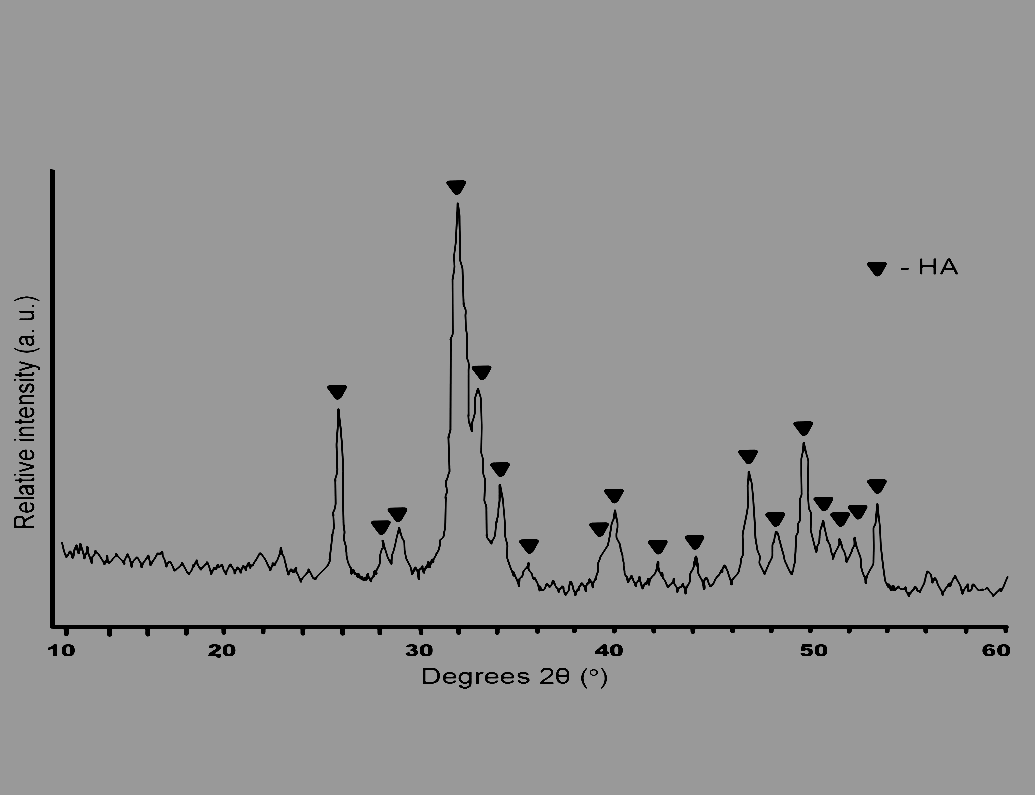 - HA
Relative intensity (a. u.)
10 20 30 40 50 60
Degrees 2θ (°)